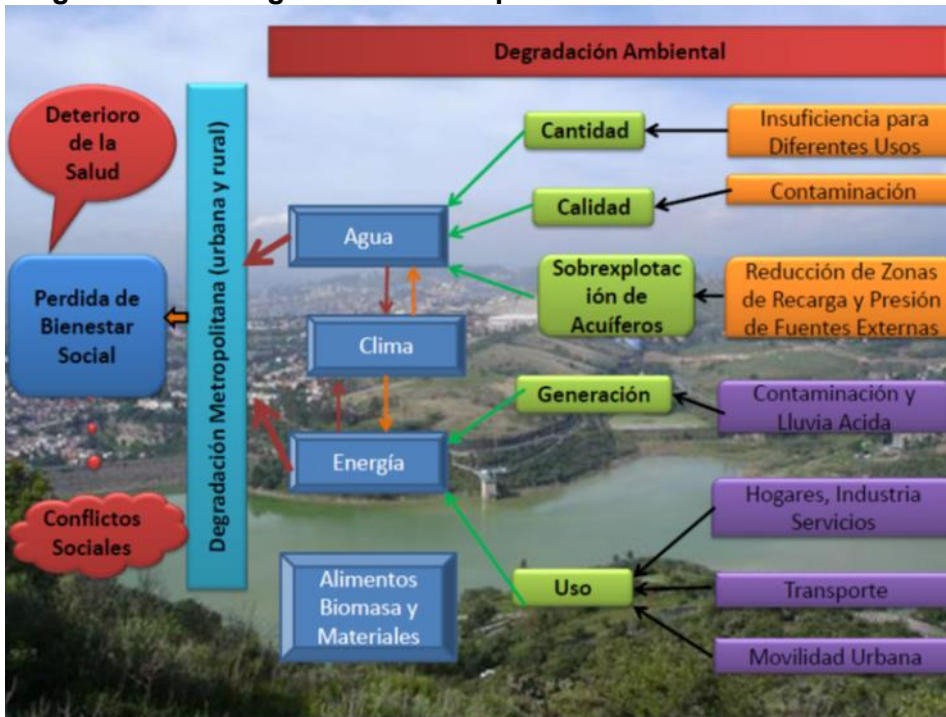 Degradación Ambiental
Deterioro
de la
Salud
Perdida de
Bienestar
Social
Conflictos
Sociales
Degradación Metropolitana (urbana y rural)
Agua
Clima
Energía
Alimentos
Biomasa y
Materiales
Cantidad
Calidad
Sobrexplotac
ión de
Acuíferos
Generación
Uso
Insuficiencia para
Diferentes Usos
Contaminación
Reducción de Zonas
de Recarga y Presión
de Fuentes Externas
Contaminación y
Lluvia Acida
Hogares, Industria
Servicios
Transporte
Movilidad Urbana